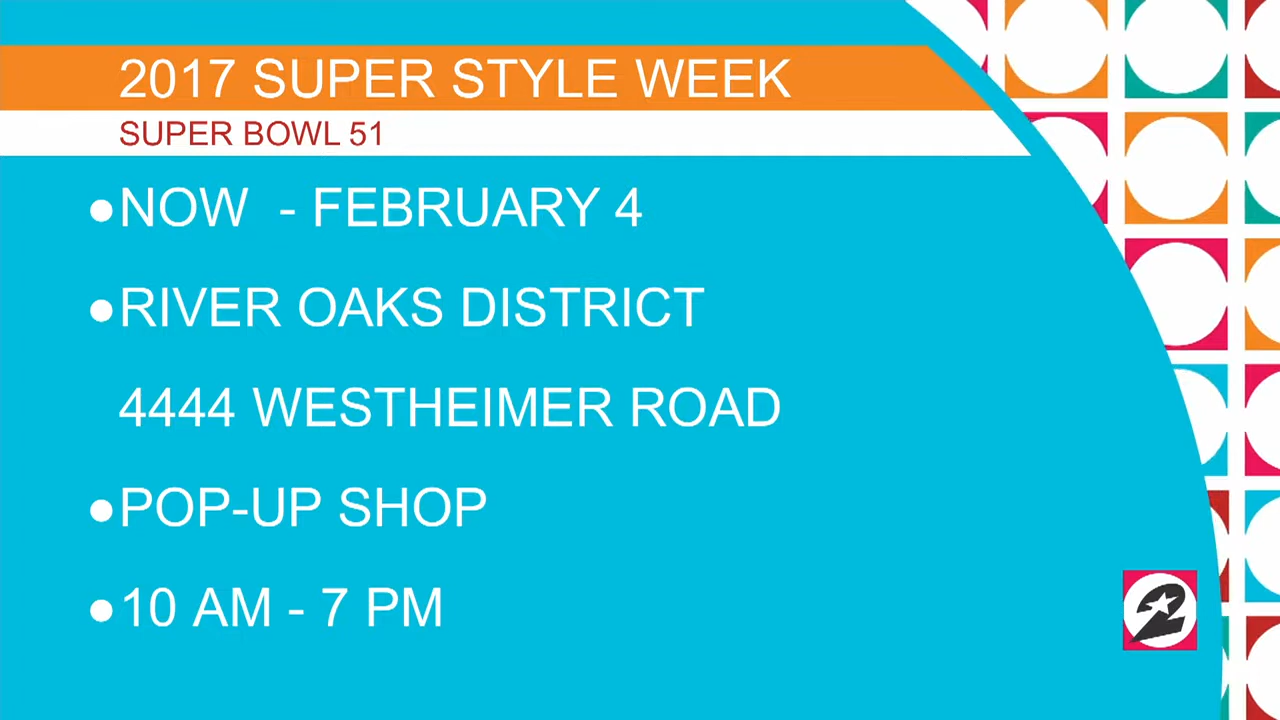 2017 SUPER STYLE WEEK
SUPER BOWL 51
●NOW - FEBRUARY 4
●RIVER OAKS DISTRICT
4444 WESTHEIMER ROAD
●POP-UP SHOP
●10 AM - 7 PM
2